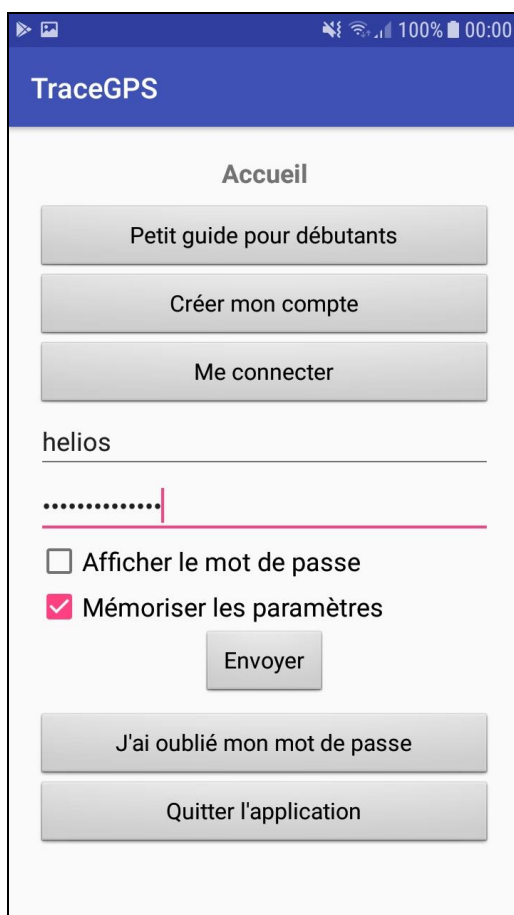 100% 00:00
TraceGPS
Accueil
Petit guide pour débutants
Créer mon compte
Me connecter
helios
••••••••••••••
Afficher le mot de passe
Mémoriser les paramètres
Envoyer
J'ai oublié mon mot de passe
Quitter l'application